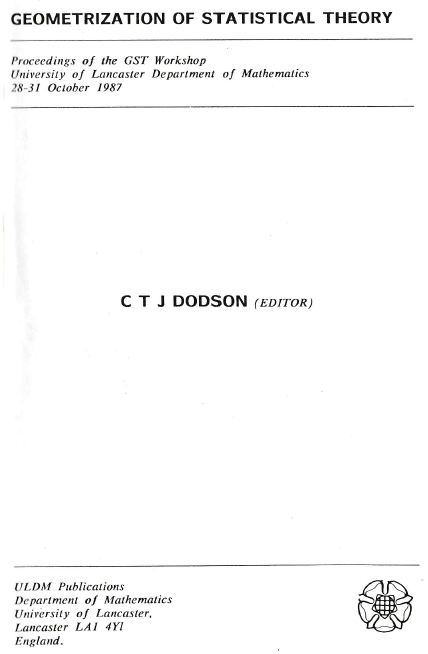 GEOMETRIZATION OF STATISTICAL THEORY
Proceedings of the GST Workshop
University of Lancaster Department of Mathematics
28-31 October 1987
C T J DODSON (EDITOR)
ULDM Publications
Department of Mathematics
University of Lancaster,
Lancaster LA1 4Yl
England.